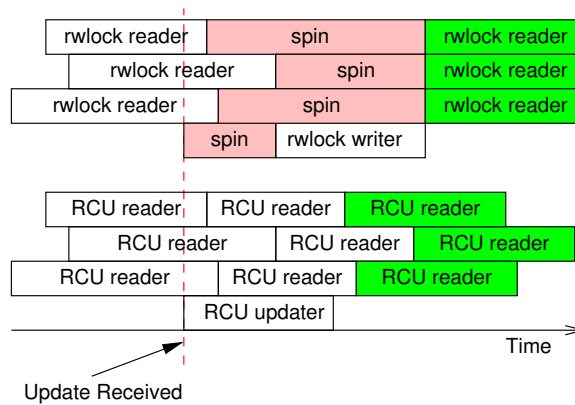 rwlock reader spin rwlock reader
rwlock reader spin rwlock reader
rwlock reader spin rwlock reader
spin rwlock writer
RCU reader RCU reader RCU reader
RCU reader RCU reader RCU reader
RCU reader RCU reader RCU reader
RCU updater
Time
Update Received